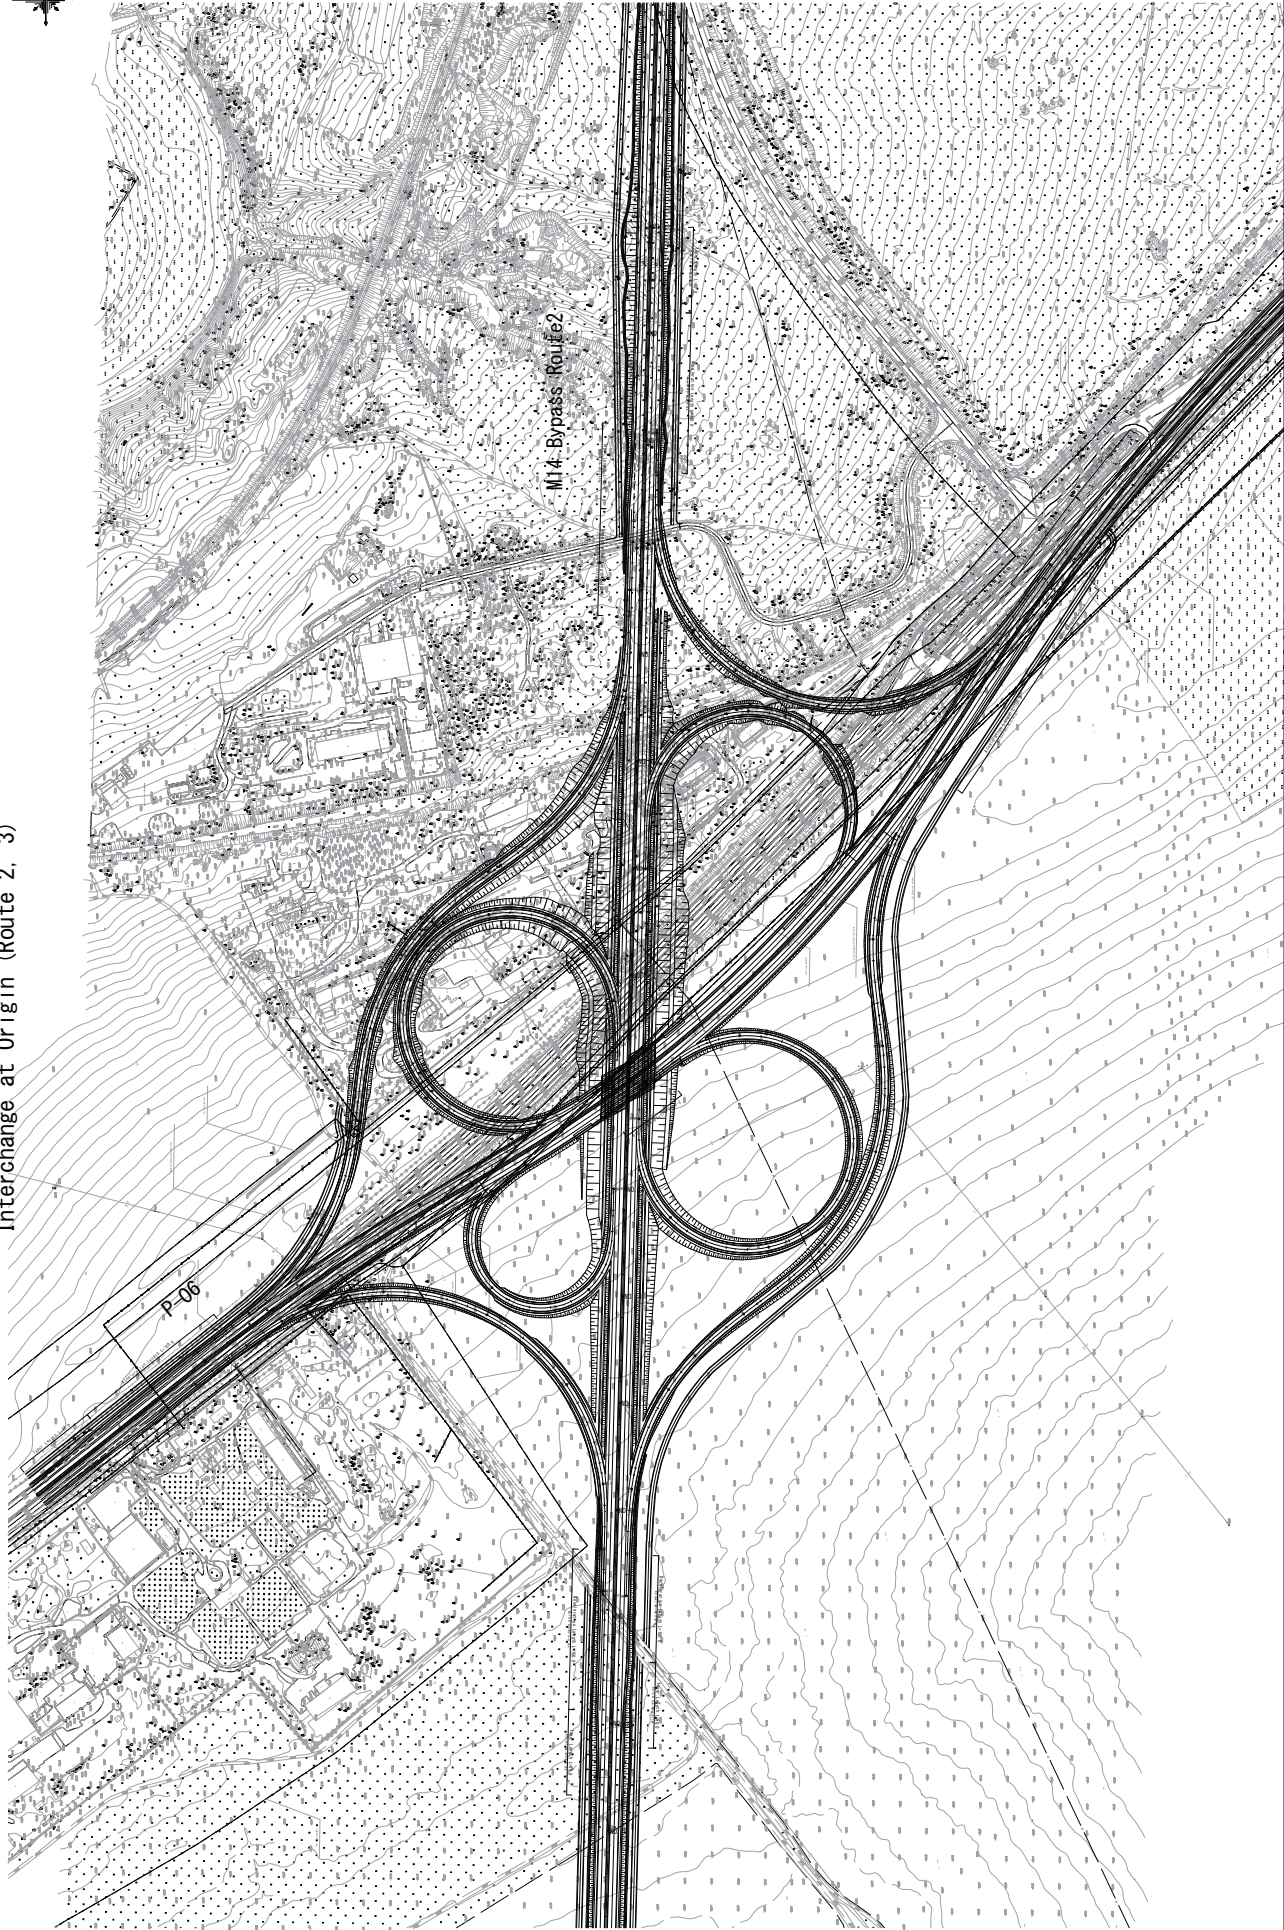 Interchange at Origin (Route 2, 3)
M14 Bypass Route2
P-06